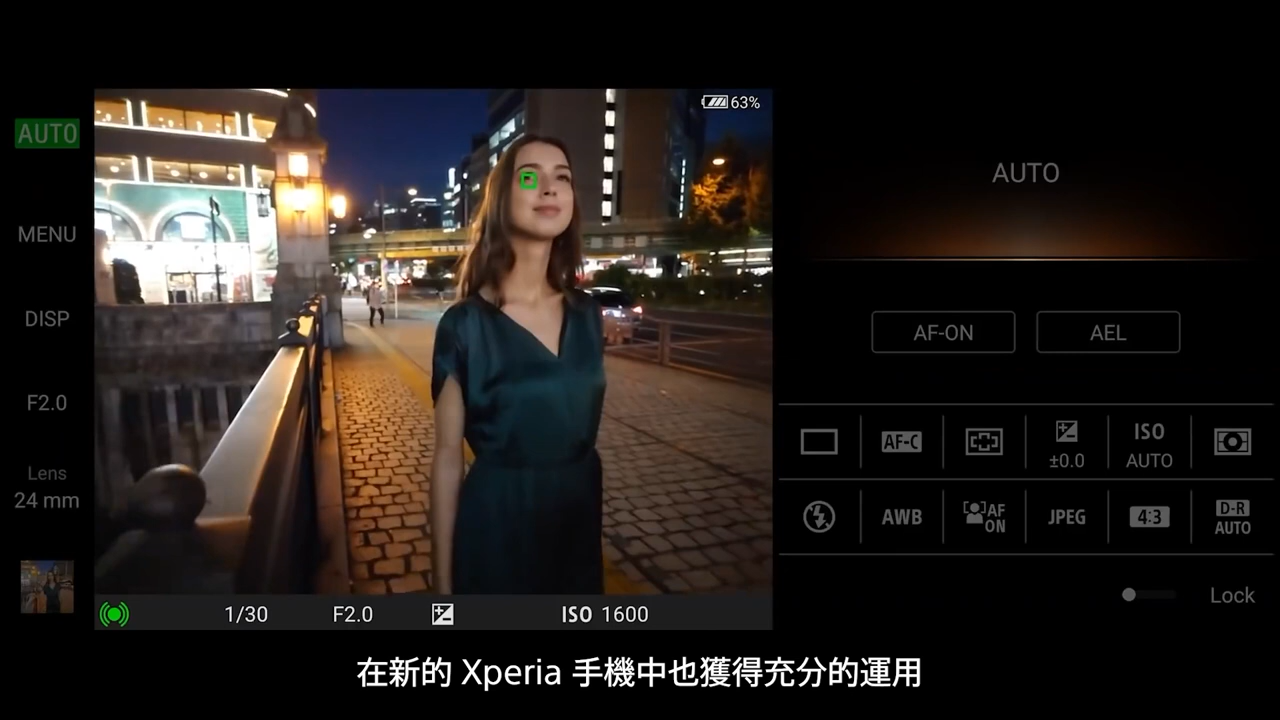 63%
AUTO
MENU
DISP
F2.0
Lens
24 mm
1/30 F2.0 ISO 1600
AUTO
AF-ON AEL
AF-C ±0.0 ISO AUTO
AWB AF ON JPEG 4:3 D-R AUTO
Lock
在新的 Xperia 手機中也獲得充分的運用